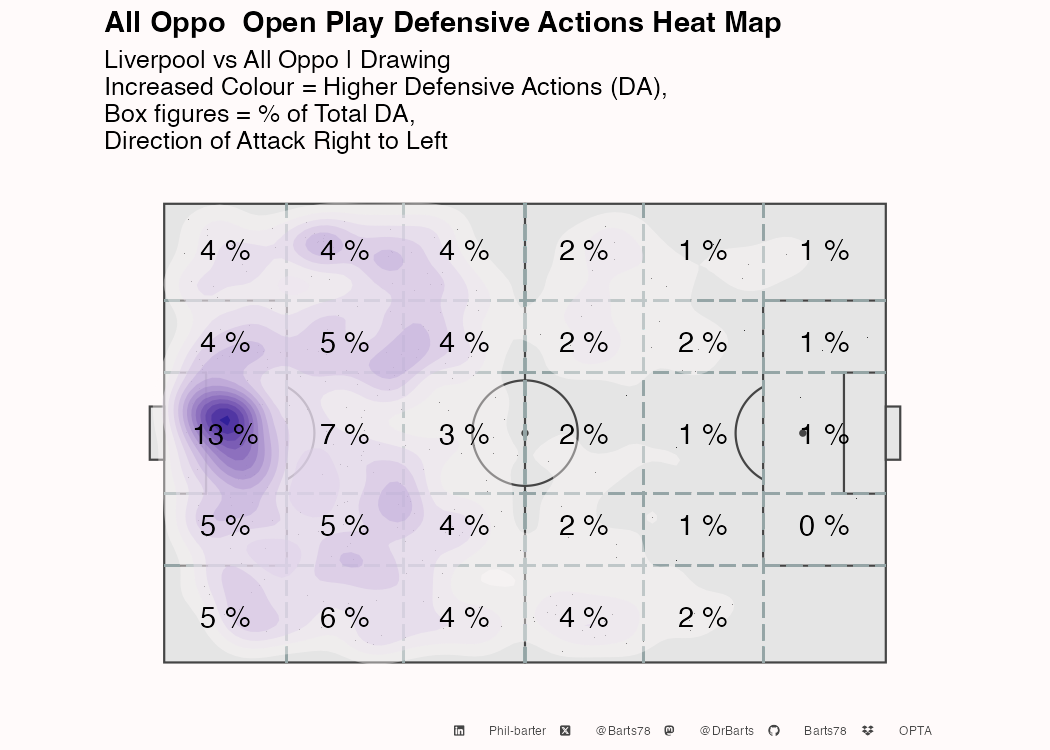 All Oppo  Open Play Defensive Actions Heat Map
Liverpool vs All Oppo | Drawing
Increased Colour = Higher Defensive Actions (DA),
Box figures = % of Total DA,
Direction of Attack Right to Left
4 % 4 % 4 % 2 % 1 % 1 %
4 % 5 % 4 % 2 % 2 % 1 %
13 % 7 % 3 % 2 % 1 % 1 %
5 % 5 % 4 % 2 % 1 % 0 %
5 % 6 % 4 % 4 % 2 %
Phil-barter @Barts78 @DrBarts Barts78 OPTA